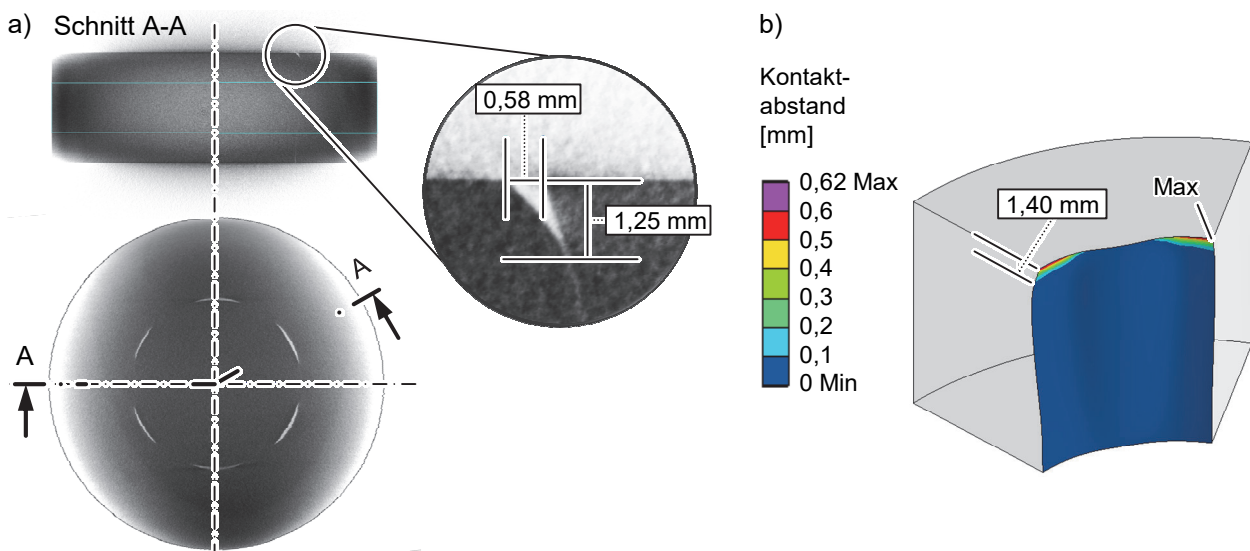 a) Schnitt A-A
0,58 mm
1,25 mm
A
A
b)
Kontakt-
abstand
[mm]
0,62 Max
0,6
0,5
0,4
0,3
0,2
0,1
0 Min
1,40 mm
Max